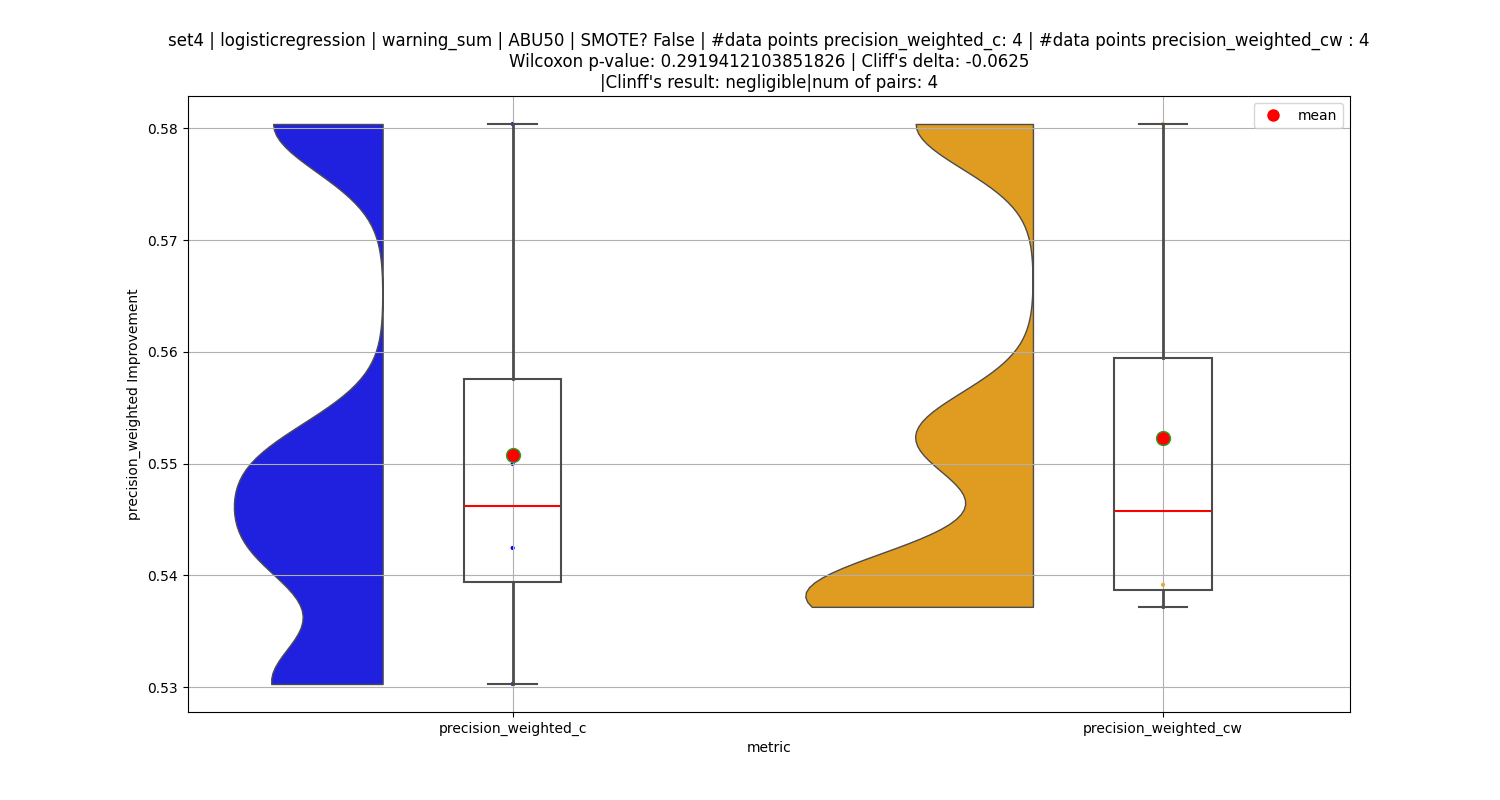 set4 | logisticregression | warning_sum | ABU50 | SMOTE? False | #data points precision_weighted_c: 4 | #data points precision_weighted_cw : 4
Wilcoxon p-value: 0.2919412103851826 | Cliff's delta: -0.0625
|Clinff's result: negligible|num of pairs: 4
mean
0.58
0.57
0.56
0.55
0.54
0.53
precision_weighted Improvement
precision_weighted_c
precision_weighted_cw
metric